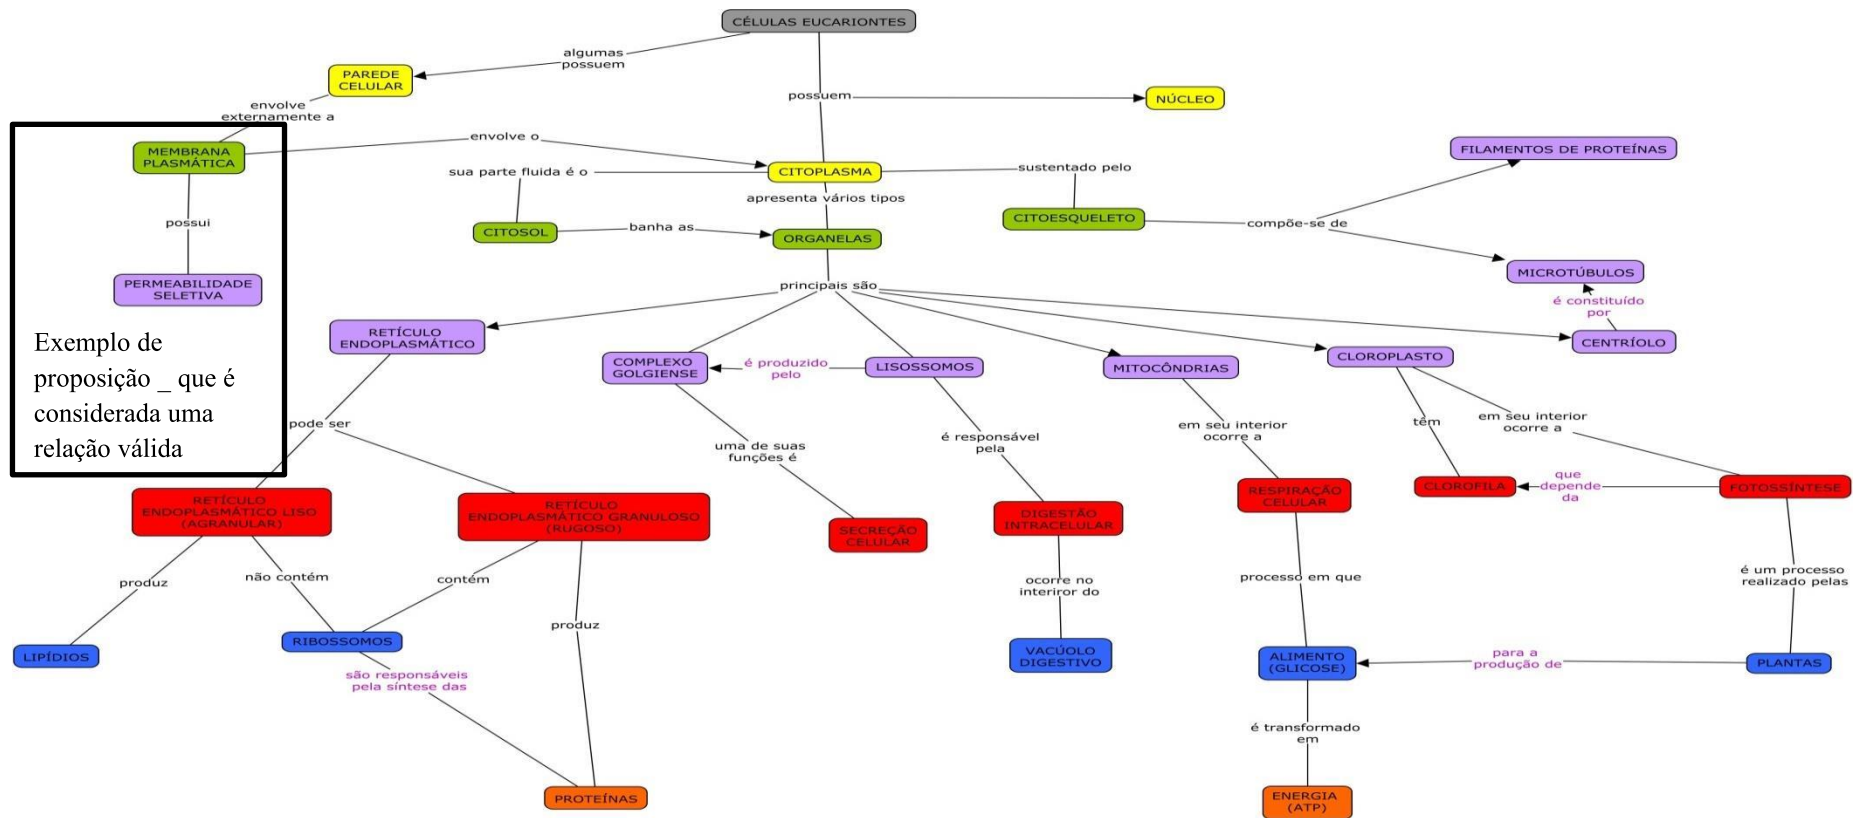 CÉLULAS EUCARIONTES
algumas
possuem
PAREDE
CELULAR
possuem
NÚCLEO
envolve
externamente a
MEMBRANA
PLASMÁTICA
envolve o
FILAMENTOS DE PROTEÍNAS
sua parte fluida é o
CITOPLASMA
sustentado pelo
apresenta vários tipos
possui
CITOSOL
banha as
ORGANELAS
CITOESQUELETO
compõe-se de
PERMEABILIDADE
SELETIVA
principais são
MICROTÚBULOS
é constituído
por
Exemplo de
proposição _ que é
considerada uma
relação válida
RETÍCULO
ENDOPLASMÁTICO
COMPLEXO
GOLGIENSE
é produzido
pelo
LISOSSOMOS
MITOCÔNDRIAS
CLOROPLASTO
CENTRÍOLO
pode ser
uma de suas
funções é
é responsável
pela
em seu interior
ocorre a
têm
em seu interior
ocorre a
RETÍCULO
ENDOPLASMÁTICO LISO
(AGRANULAR)
RETÍCULO
ENDOPLASMÁTICO GRANULOSO
(RUGOSO)
SECREÇÃO
CELULAR
DIGESTÃO
INTRACELULAR
RESPIRAÇÃO
CELULAR
CLOROFILA
que
depende
da
FOTOSSÍNTESE
produz
não contém
contém
produz
ocorre no
interiror do
processo em que
é um processo
realizado pelas
LIPÍDIOS
RIBOSSOMOS
VACÚOLO
DIGESTIVO
ALIMENTO
(GLICOSE)
para a
produção de
PLANTAS
são responsáveis
pela síntese das
é transformado
em
PROTEÍNAS
ENERGIA
(ATP)